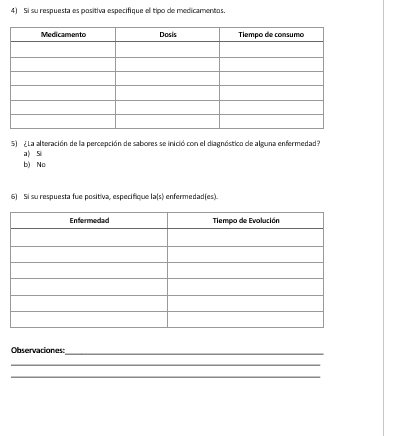 4) Si su respuesta es positiva especifique el tipo de medicamentos.
Medicamento Dosis Tiempo de consumo
5) ¿La alteración de la percepción de sabores se inició con el diagnóstico de alguna enfermedad?
a) Si
b) No
6) Si su respuesta fue positiva, especifique la(s) enfermedad(es).
Enfermedad Tiempo de Evolución
Observaciones: